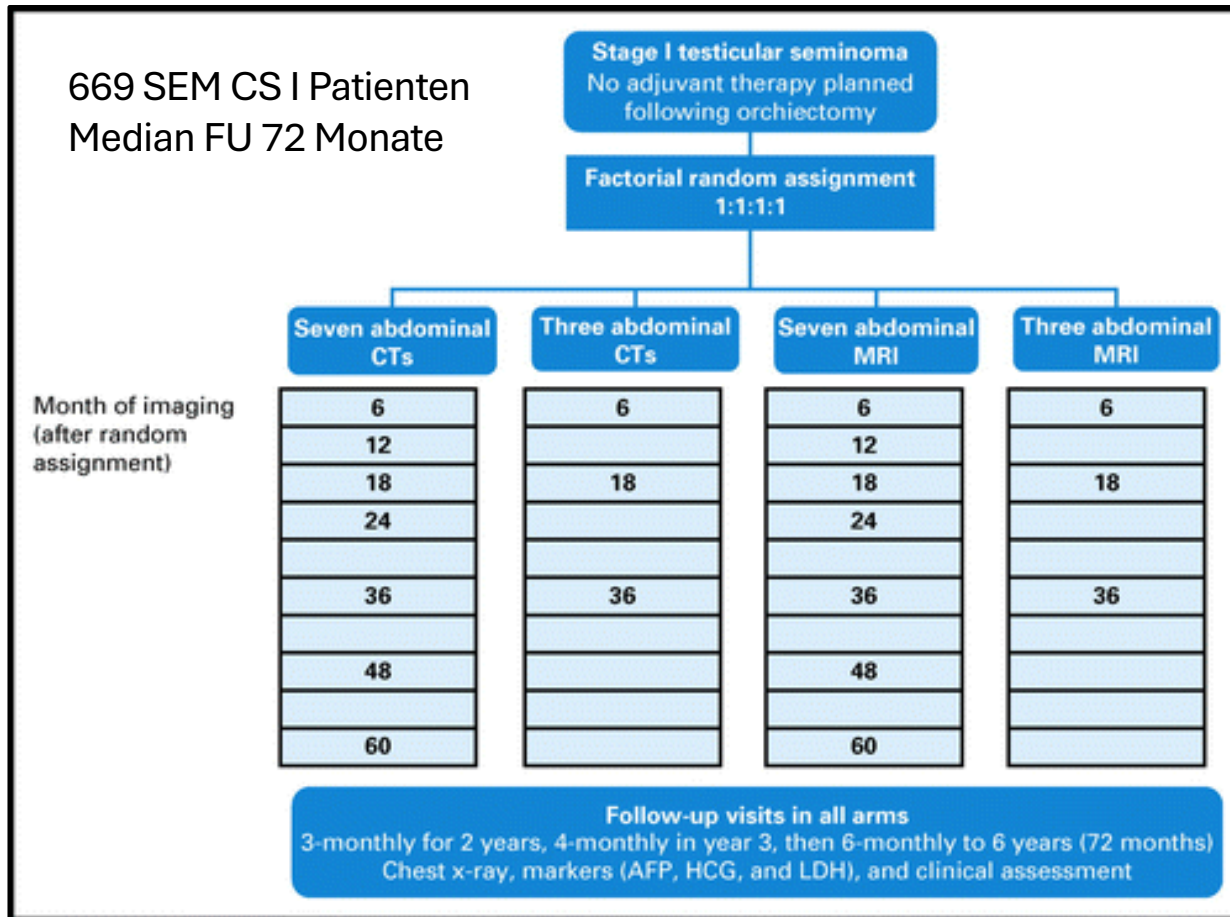 669 SEM CS I Patienten
Median FU 72 Monate
Stage I testicular seminoma
No adjuvant therapy planned
following orchiectomy
Factorial random assignment
1:1:1:1
Seven abdominal
CTs
Three abdominal
CTs
Seven abdominal
MRI
Three abdominal
MRI
Month of imaging
(after random
assignment)
6 6 6 6
12 12
18 18 18 18
24 24
36 36 36 36
48 48
60 60
Follow-up visits in all arms
3-monthly for 2 years, 4-monthly in year 3, then 6-monthly to 6 years (72 months)
Chest x-ray, markers (AFP, HCG, and LDH), and clinical assessment